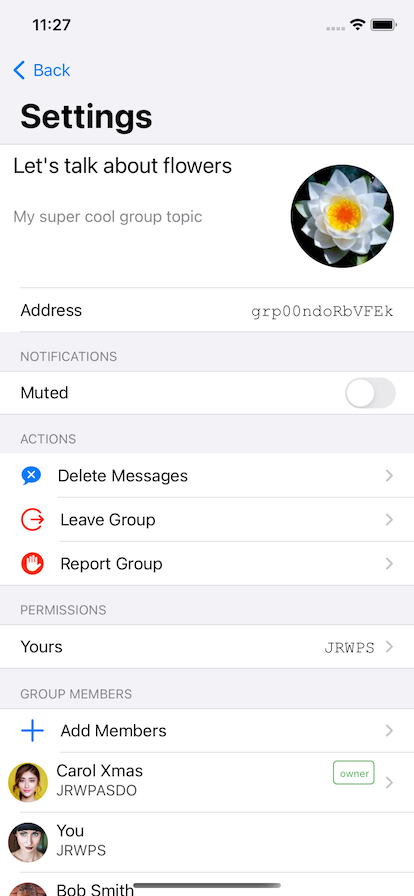 11:27
Back
Settings
Let's talk about flowers
My super cool group topic
Address grp00ndoRbVFEk
NOTIFICATIONS
Muted
ACTIONS
Delete Messages
Leave Group
Report Group
PERMISSIONS
Yours JRWPS
GROUP MEMBERS
Add Members
Carol Xmas owner
JRWPASDO
You
JRWPS
Bob Smith